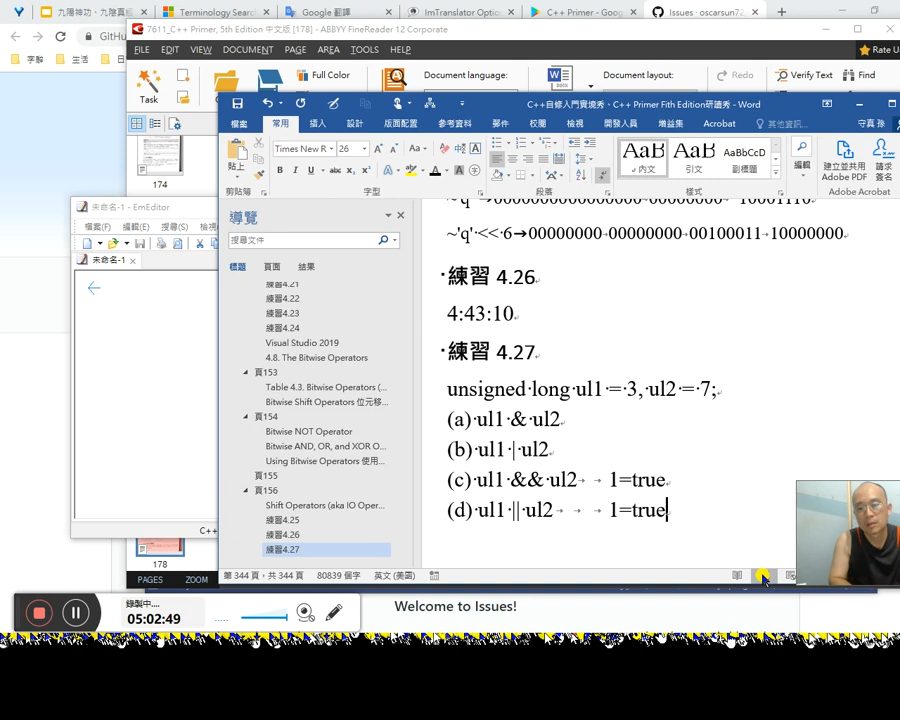 九陽神功、九陰真經
Terminology Sear
Google 翻譯
ImTranslator Optio
C++ Primer - Goog
Issues · oscarsun72
GitHu
字幹
生活
7611_C++ Primer, 5th Edition 中文版 [178] - ABBYY FineReader 12 Corporate
FILE EDIT VIEW DOCUMENT PAGE AREA TOOLS HELP
Rate U
Task
Full Color
Document language:
Document layout:
Redo
Verify Text
Find
174
C++自修入門實境秀、C++ Primer Fith Edition研讀秀 - Word
檔案 常用 插入 設計 版面配置 參考資料 郵件 校閱 檢視 開發人員 增益集 Acrobat 其他資訊... 守真 孫
貼上
Times New R
26
AaB AaB AaBbCcD
內文 引文 副標題
編輯
建立並共用 Adobe PDF
請求 簽名
剪貼簿 字型 段落 樣式 Adobe Acrobat
未命名-1 - EmEditor
檔案(F) 編輯(E) 搜尋(S) 檢視
未命名-1
C++
導覽
搜尋文件
標題 頁面 結果
練習4.21
練習4.22
練習4.23
練習4.24
Visual Studio 2019
4.8. The Bitwise Operators
頁153
Table 4.3. Bitwise Operators (...
Bitwise Shift Operators 位元移...
頁154
Bitwise NOT Operator
Bitwise AND, OR, and XOR O...
Using Bitwise Operators 使用...
頁155
頁156
Shift Operators (aka IO Oper...
練習4.25
練習4.26
練習4.27
~'q' << 6→00000000 00000000 00100011 10000000
練習 4.26
4:43:10
練習 4.27
unsigned long ul1 = 3, ul2 = 7;
(a) ul1 & ul2
(b) ul1 | ul2
(c) ul1 && ul2 → → 1=true
(d) ul1 || ul2 → → → 1=true
第 344 頁，共 344 頁 80839 個字 英文 (美國)
178
PAGES ZOOM
錄製中....
05:02:49
Welcome to Issues!